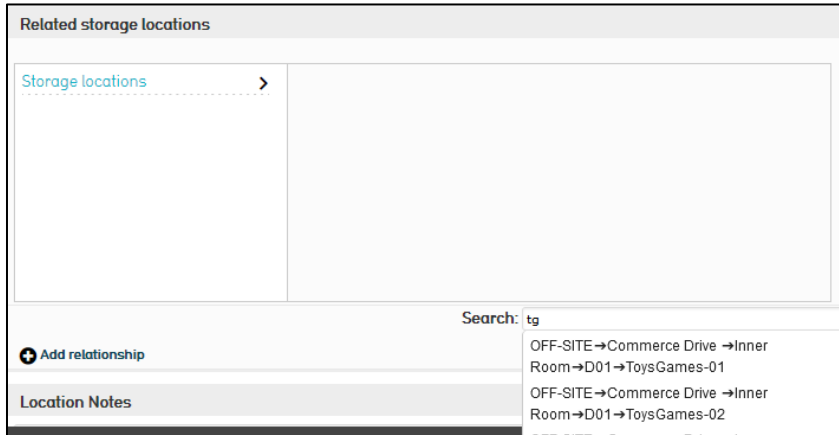 Related storage locations
Storage locations
Search: tg
OFF-SITE→Commerce Drive →Inner
Room→D01→ToysGames-01
Add relationship
OFF-SITE→Commerce Drive →Inner
Room→D01→ToysGames-02
Location Notes